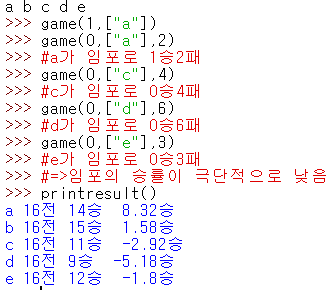 a b c d e
>>> game(1,["a"])
>>> game(0,["a"],2)
>>> #a가 임포로 1승2패
>>> game(0,["c"],4)
>>> #c가 임포로 0승4패
>>> game(0,["d"],6)
>>> #d가 임포로 0승6패
>>> game(0,["e"],3)
>>> #e가 임포로 0승3패
>>> #=>임포의 승률이 극단적으로 낮음
>>> printresult()
a 16전 14승  8.32승
b 16전 15승  1.58승
c 16전 11승  -2.92승
d 16전 9승  -5.18승
e 16전 12승  -1.8승